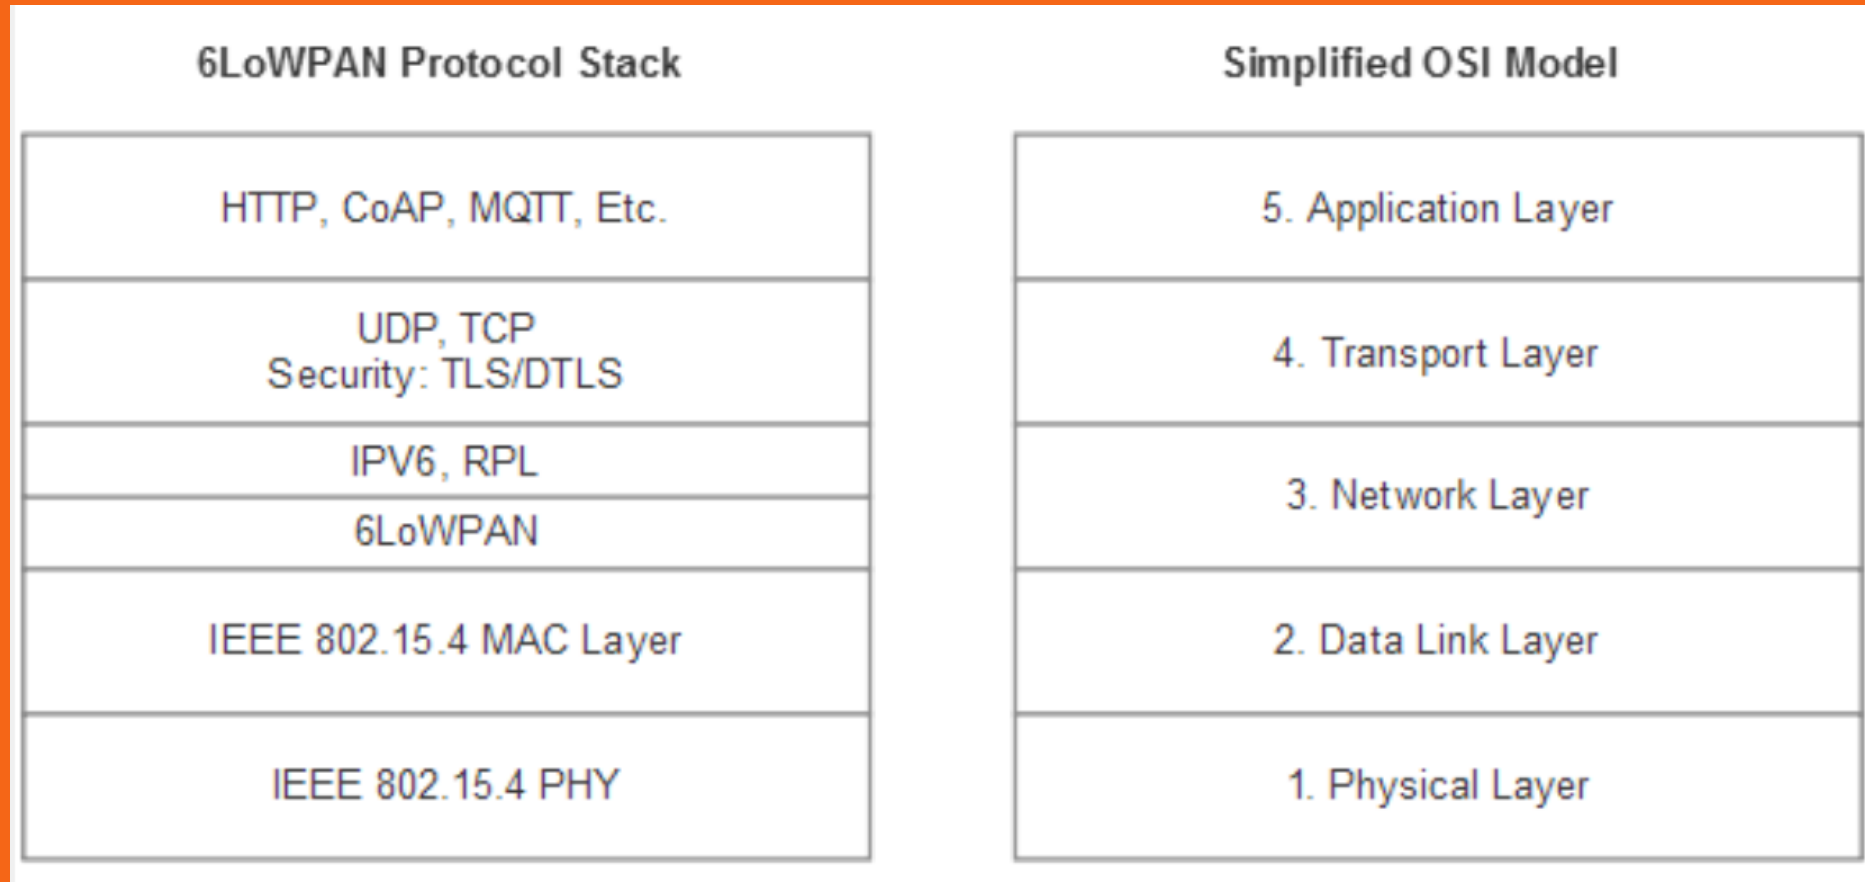 6LoWPAN Protocol Stack
HTTP, CoAP, MQTT, Etc.
UDP, TCP
Security: TLS/DTLS
IPV6, RPL
6LoWPAN
IEEE 802.15.4 MAC Layer
IEEE 802.15.4 PHY
Simplified OSI Model
5. Application Layer
4. Transport Layer
3. Network Layer
2. Data Link Layer
1. Physical Layer